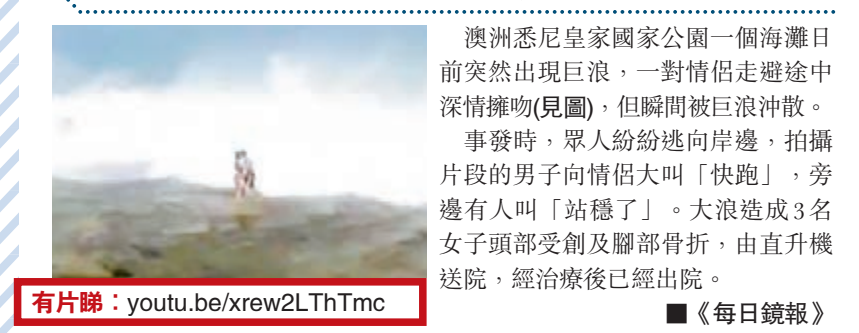 澳洲悉尼皇家國家公園一個海灘日
前突然出現巨浪，一對情侶走避途中
深情擁吻(見圖)，但瞬間被巨浪沖散。
事發時，眾人紛紛逃向岸邊，拍攝
片段的男子向情侶大叫「快跑」，旁
邊有人叫「站穩了」。大浪造成3名
女子頭部受創及腳部骨折，由直升機
送院，經治療後已經出院。
■《每日鏡報》
有片睇：youtu.be/xrew2LThTmc